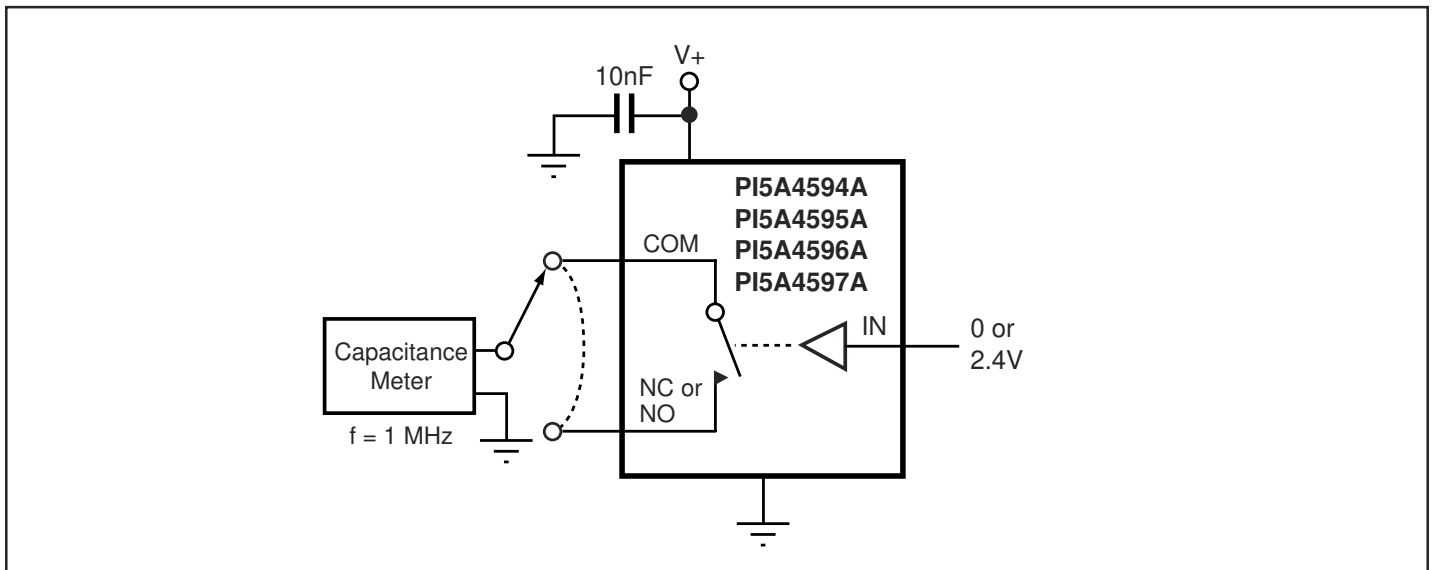 V+
10nF
PI5A4594A
PI5A4595A
PI5A4596A
PI5A4597A
COM
IN
0 or
2.4V
Capacitance
Meter
NC or
NO
f = 1 MHz